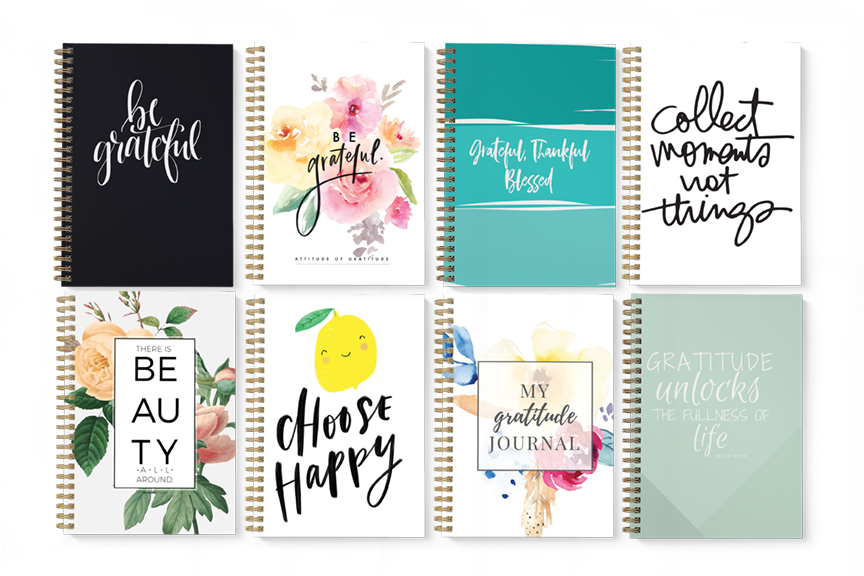 be
grateful
BE
grateful.
ATTITUDE OF GRATITUDE
Grateful, Thankful
Blessed
collect
moments
not
things
THERE IS
BE
AU
TY
•A•L•L•
AROUND.
CHOOSE
HAPPY
MY
gratitude
JOURNAL
GRATITUDE
unlocks
THE FULLNESS OF
life